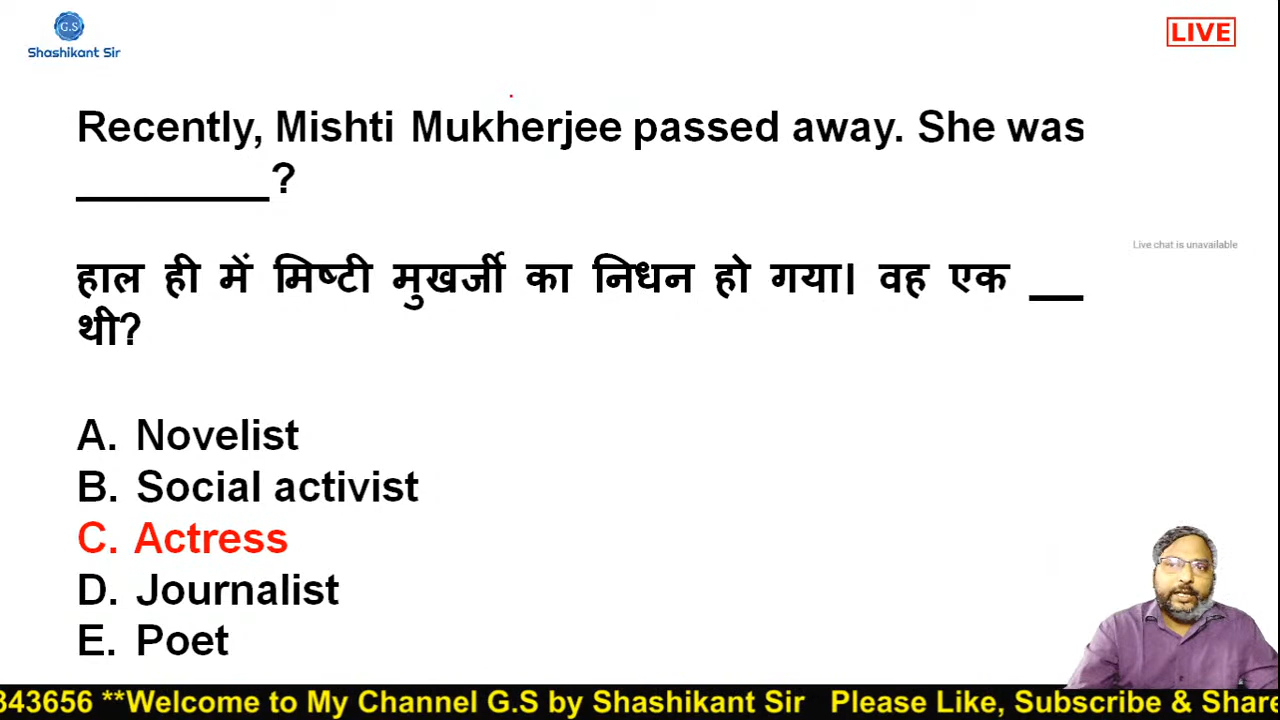 G.S
Shashikant Sir
LIVE
Recently, Mishti Mukherjee passed away. She was
________?
Live chat is unavailable
हाल ही में मिष्टी मुखर्जी का निधन हो गया। वह एक __
थी?
A. Novelist
B. Social activist
C. Actress
D. Journalist
E. Poet
343656 **Welcome to My Channel G.S by Shashikant Sir Please Like, Subscribe & Share